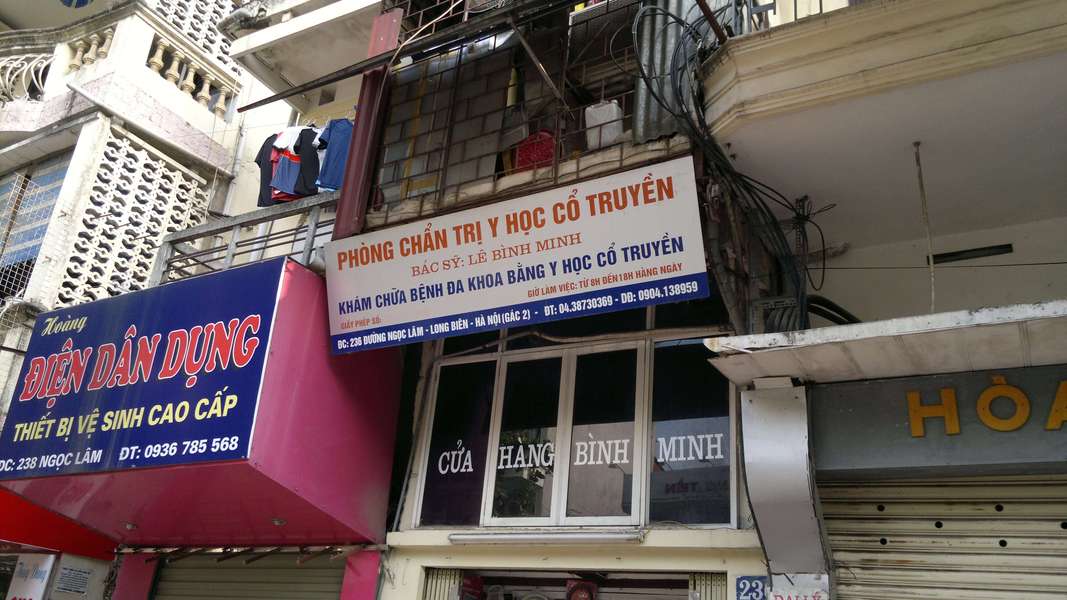 Hoàng
ĐIỆN DÂN DỤNG
THIẾT BỊ VỆ SINH CAO CẤP
ĐC: 238 NGỌC LÂM ĐT: 0936 785 568
PHÒNG CHẨN TRỊ Y HỌC CỔ TRUYỀN
BÁC SỸ: LÊ BÌNH MINH
KHÁM CHỮA BỆNH ĐA KHOA BẰNG Y HỌC CỔ TRUYỀN
GIẤY PHÉP SỐ: GIỜ LÀM VIỆC: TỪ 8H ĐẾN 18H HÀNG NGÀY
ĐC: 236 ĐƯỜNG NGỌC LÂM - LONG BIÊN - HÀ NỘI (GÁC 2) - ĐT: 04.38730369 - DĐ: 0904.138959
CỬA HANG BÌNH MINH
HÒA
23
ĐẠI LÝ